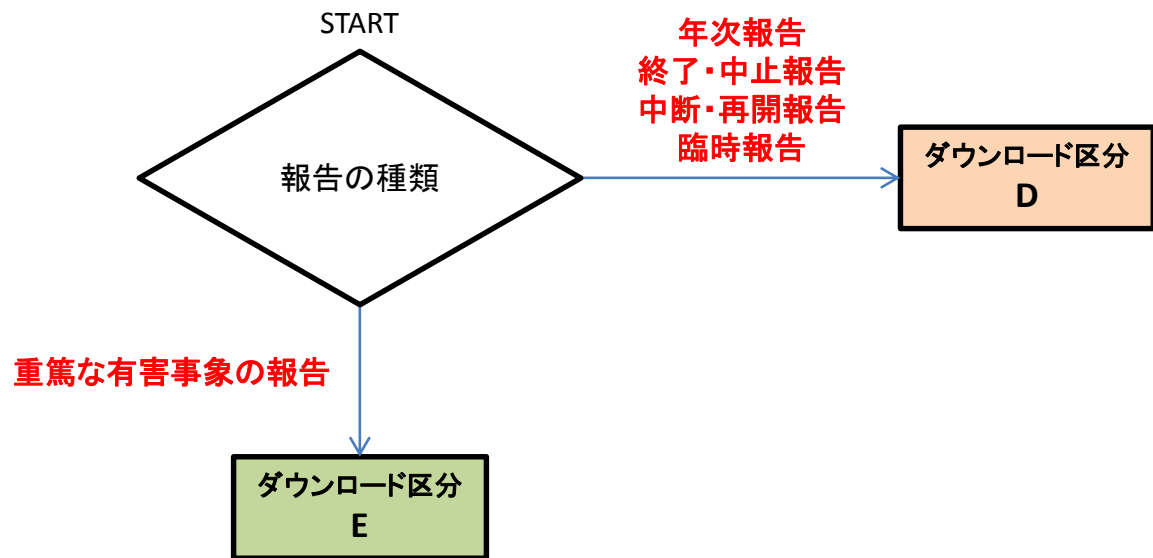 START
年次報告
終了・中止報告
中断・再開報告
臨時報告
報告の種類
ダウンロード区分
D
重篤な有害事象の報告
ダウンロード区分
E